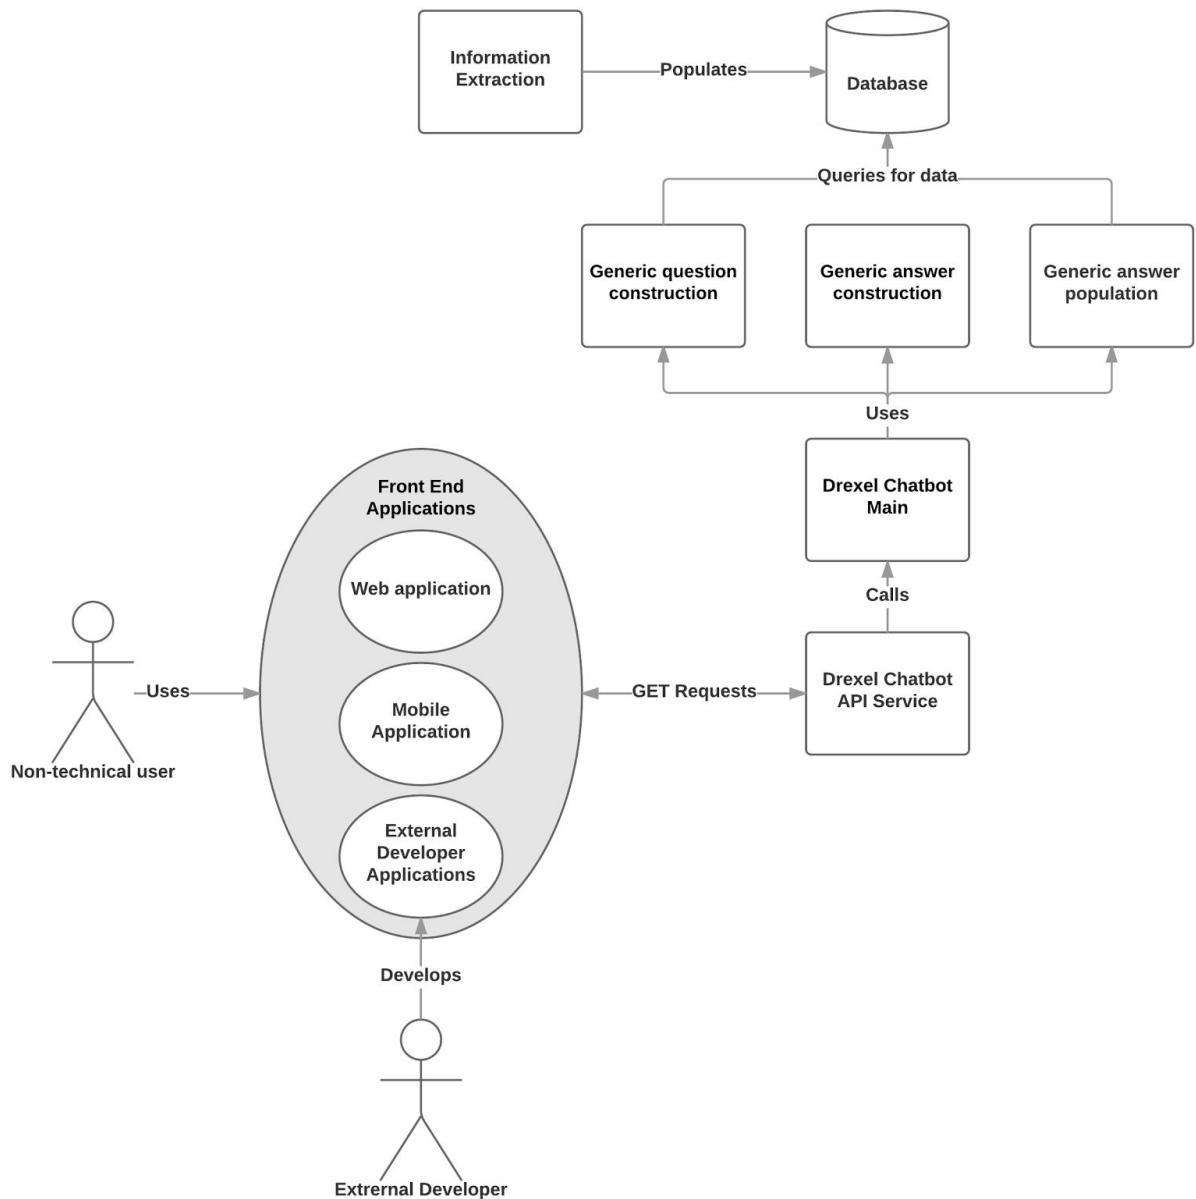 Information
Extraction
Populates
Database
Queries for data
Generic question
construction
Generic answer
construction
Generic answer
population
Uses
Drexel Chatbot
Main
Calls
Drexel Chatbot
API Service
GET Requests
Front End
Applications
Web application
Mobile
Application
External
Developer
Applications
Uses
Non-technical user
Develops
Extrernal Developer